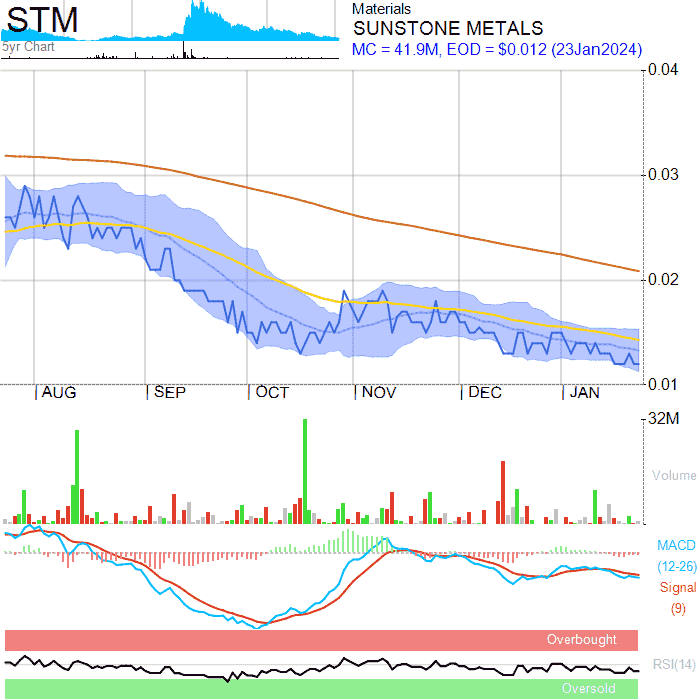 STM
5yr Chart
Materials
SUNSTONE METALS
MC = 41.9M, EOD = $0.012 (23Jan2024)
0.04
0.03
0.02
0.01
AUG SEP OCT NOV DEC JAN
32M
Volume
MACD
(12-26)
Signal
(9)
Overbought
RSI(14)
Oversold